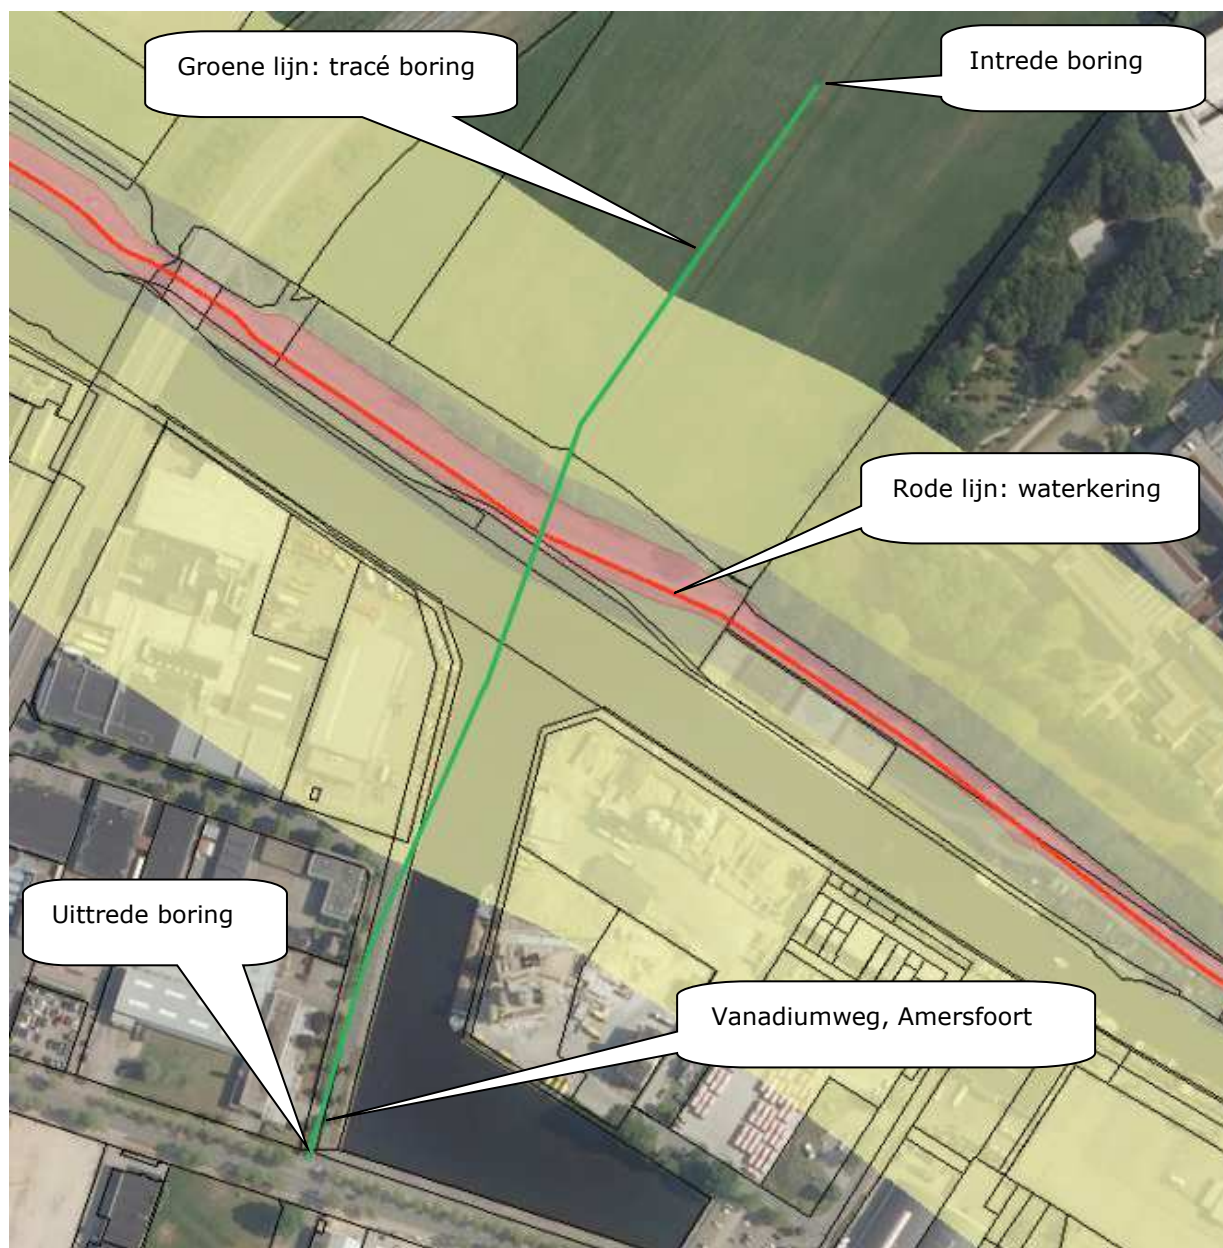 Groene lijn: tracé boring
Intrede boring
Rode lijn: waterkering
Uittrede boring
Vanadiumweg, Amersfoort